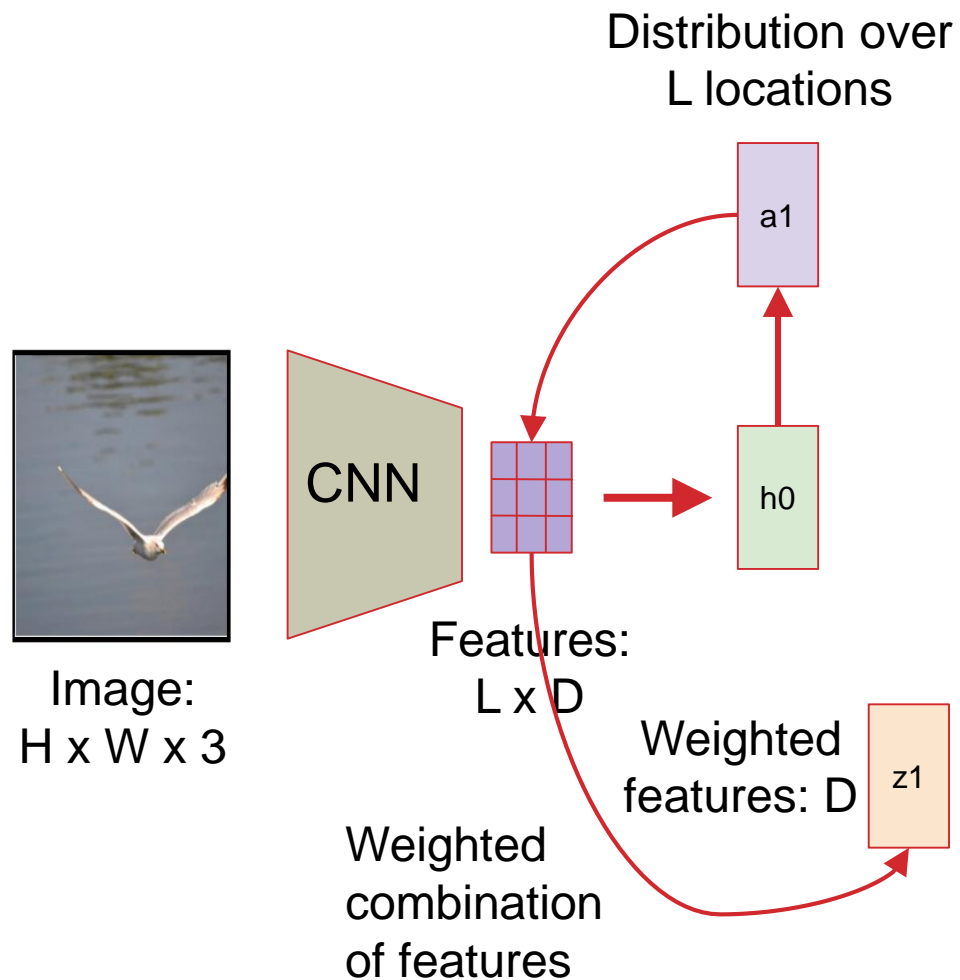 Distribution over
L locations
a1
CNN
h0
Features:
L x D
Image:
H x W x 3
Weighted
features: D
z1
Weighted
combination
of features